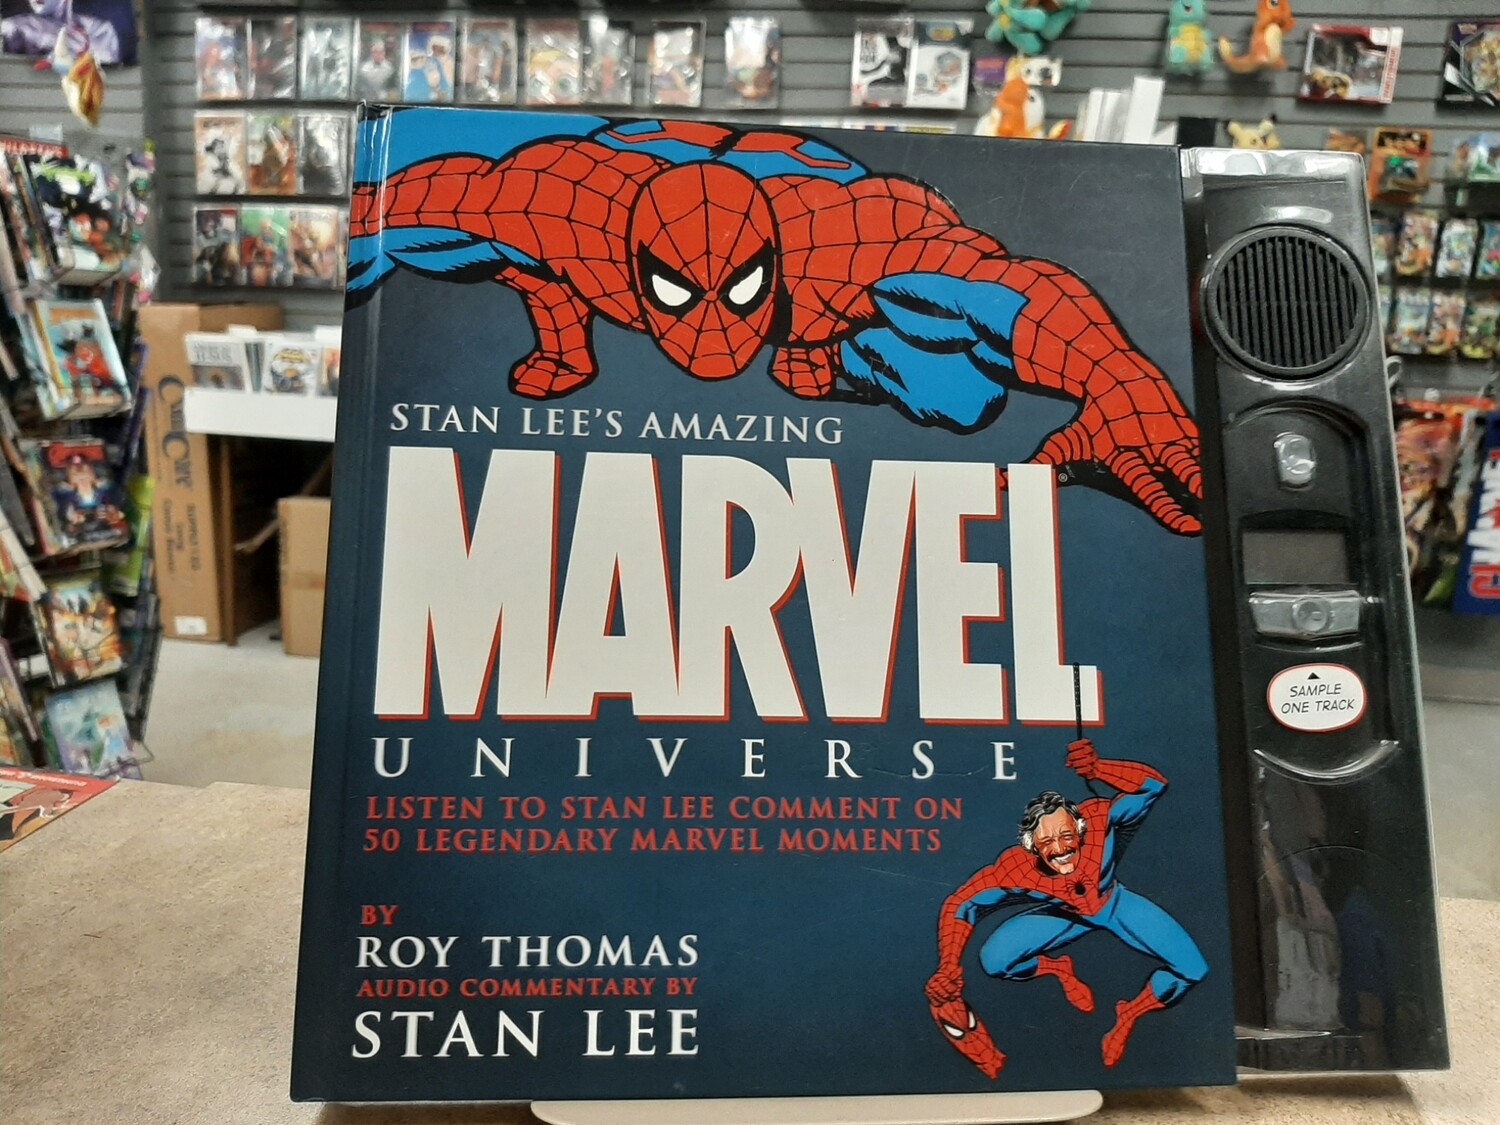 STAN LEE'S AMAZING
MARVEL
®
UNIVERSE
LISTEN TO STAN LEE COMMENT ON
50 LEGENDARY MARVEL MOMENTS
BY
ROY THOMAS
AUDIO COMMENTARY BY
STAN LEE
SAMPLE
ONE TRACK